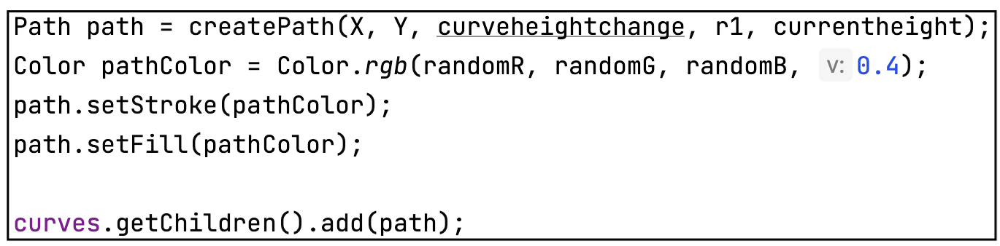 Path path = createPath(X, Y, curveheightchange, r1, currentheight);
Color pathColor = Color.rgb(randomR, randomG, randomB, v: 0.4);
path.setStroke(pathColor);
path.setFill(pathColor);
curves.getChildren().add(path);